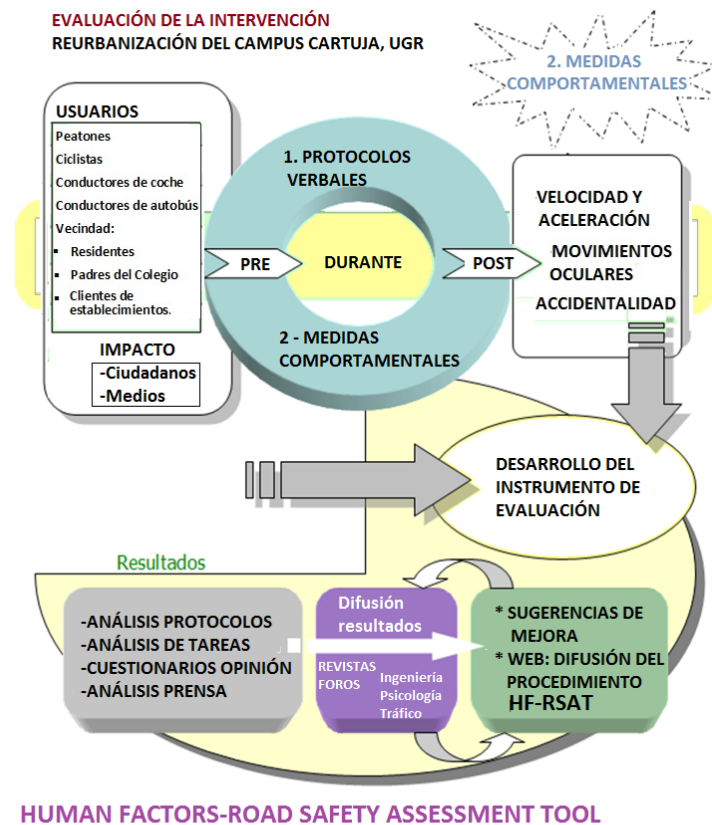 EVALUACIÓN DE LA INTERVENCIÓN
REURBANIZACIÓN DEL CAMPUS CARTUJA, UGR
2. MEDIDAS
COMPORTAMENTALES
USUARIOS
Peatones
Ciclistas
Conductores de coche
Conductores de autobús
Vecindad:
▪ Residentes
▪ Padres del Colegio
▪ Clientes de
establecimientos.
IMPACTO
-Ciudadanos
-Medios
1. PROTOCOLOS
VERBALES
PRE
DURANTE
POST
2 - MEDIDAS
COMPORTAMENTALES
VELOCIDAD Y
ACELERACIÓN
MOVIMIENTOS
OCULARES
ACCIDENTALIDAD
DESARROLLO DEL
INSTRUMENTO DE
EVALUACIÓN
Resultados
-ANÁLISIS PROTOCOLOS
-ANÁLISIS DE TAREAS
-CUESTIONARIOS OPINIÓN
-ANÁLISIS PRENSA
Difusión
resultados
REVISTAS
FOROS
Ingeniería
Psicología
Tráfico
* SUGERENCIAS DE
MEJORA
* WEB: DIFUSIÓN DEL
PROCEDIMIENTO
HF-RSAT
HUMAN FACTORS-ROAD SAFETY ASSESSMENT TOOL